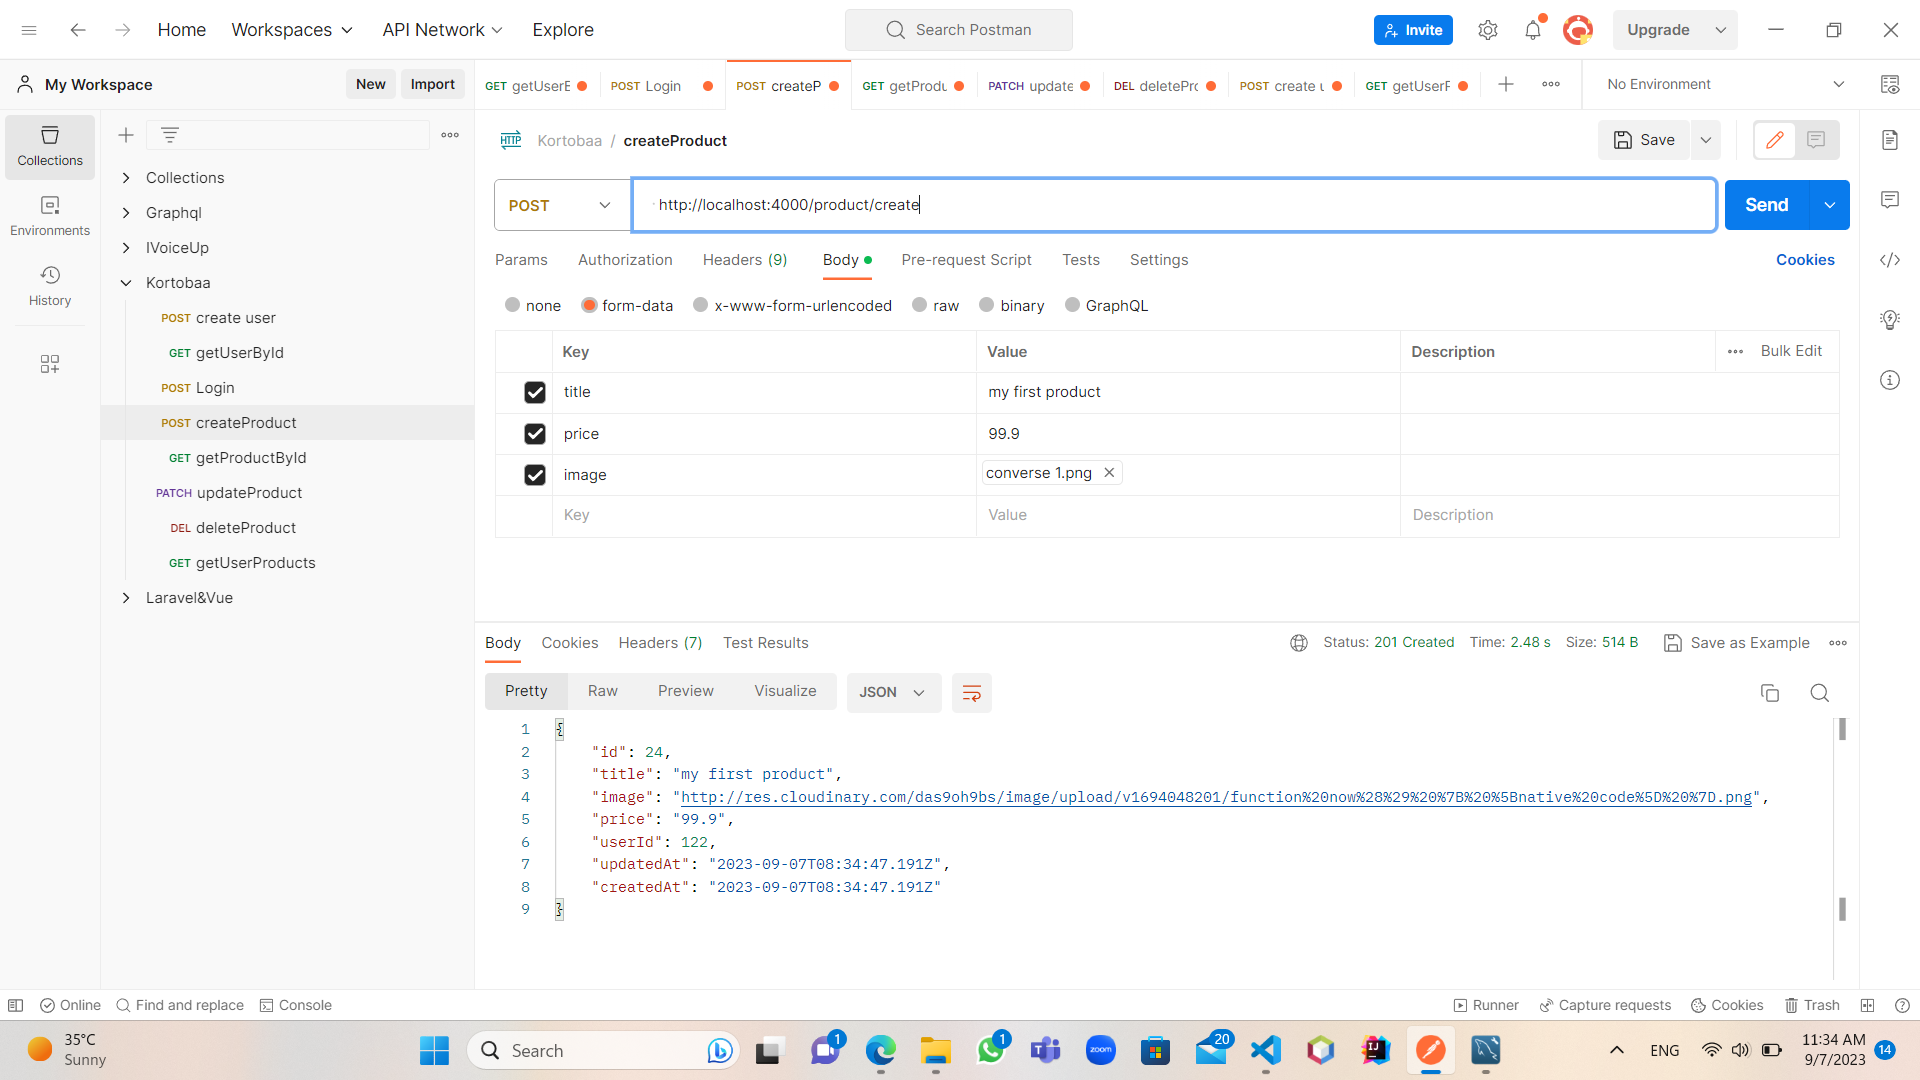 Home
Workspaces
API Network
Explore
Search Postman
Invite
Upgrade
My Workspace
New
Import
GET getUserE
POST Login
POST createP
GET getProdu
PATCH update
DEL deletePro
POST create u
GET getUserP
No Environment
Collections
Environments
History
Collections
Graphql
IVoiceUp
Kortobaa
POST create user
GET getUserById
POST Login
POST createProduct
GET getProductById
PATCH updateProduct
DEL deleteProduct
GET getUserProducts
Laravel&Vue
HTTP Kortobaa / createProduct
Save
POST
http://localhost:4000/product/create
Send
Params
Authorization
Headers (9)
Body
Pre-request Script
Tests
Settings
Cookies
none
form-data
x-www-form-urlencoded
raw
binary
GraphQL
Key Value Description Bulk Edit
title my first product
price 99.9
image converse 1.png
Key Value Description
Body
Cookies
Headers (7)
Test Results
Status: 201 Created Time: 2.48 s Size: 514 B
Save as Example
Pretty
Raw
Preview
Visualize
JSON
1 {
2 "id": 24,
3 "title": "my first product",
4 "image": "http://res.cloudinary.com/das9oh9bs/image/upload/v1694048201/function%20now%28%29%20%7B%20%5Bnative%20code%5D%20%7D.png",
5 "price": "99.9",
6 "userId": 122,
7 "updatedAt": "2023-09-07T08:34:47.191Z",
8 "createdAt": "2023-09-07T08:34:47.191Z"
9 }
Online
Find and replace
Console
Runner
Capture requests
Cookies
Trash
35°C
Sunny
Search
1
1
zoom
20
IJ
ENG
11:34 AM
9/7/2023
14